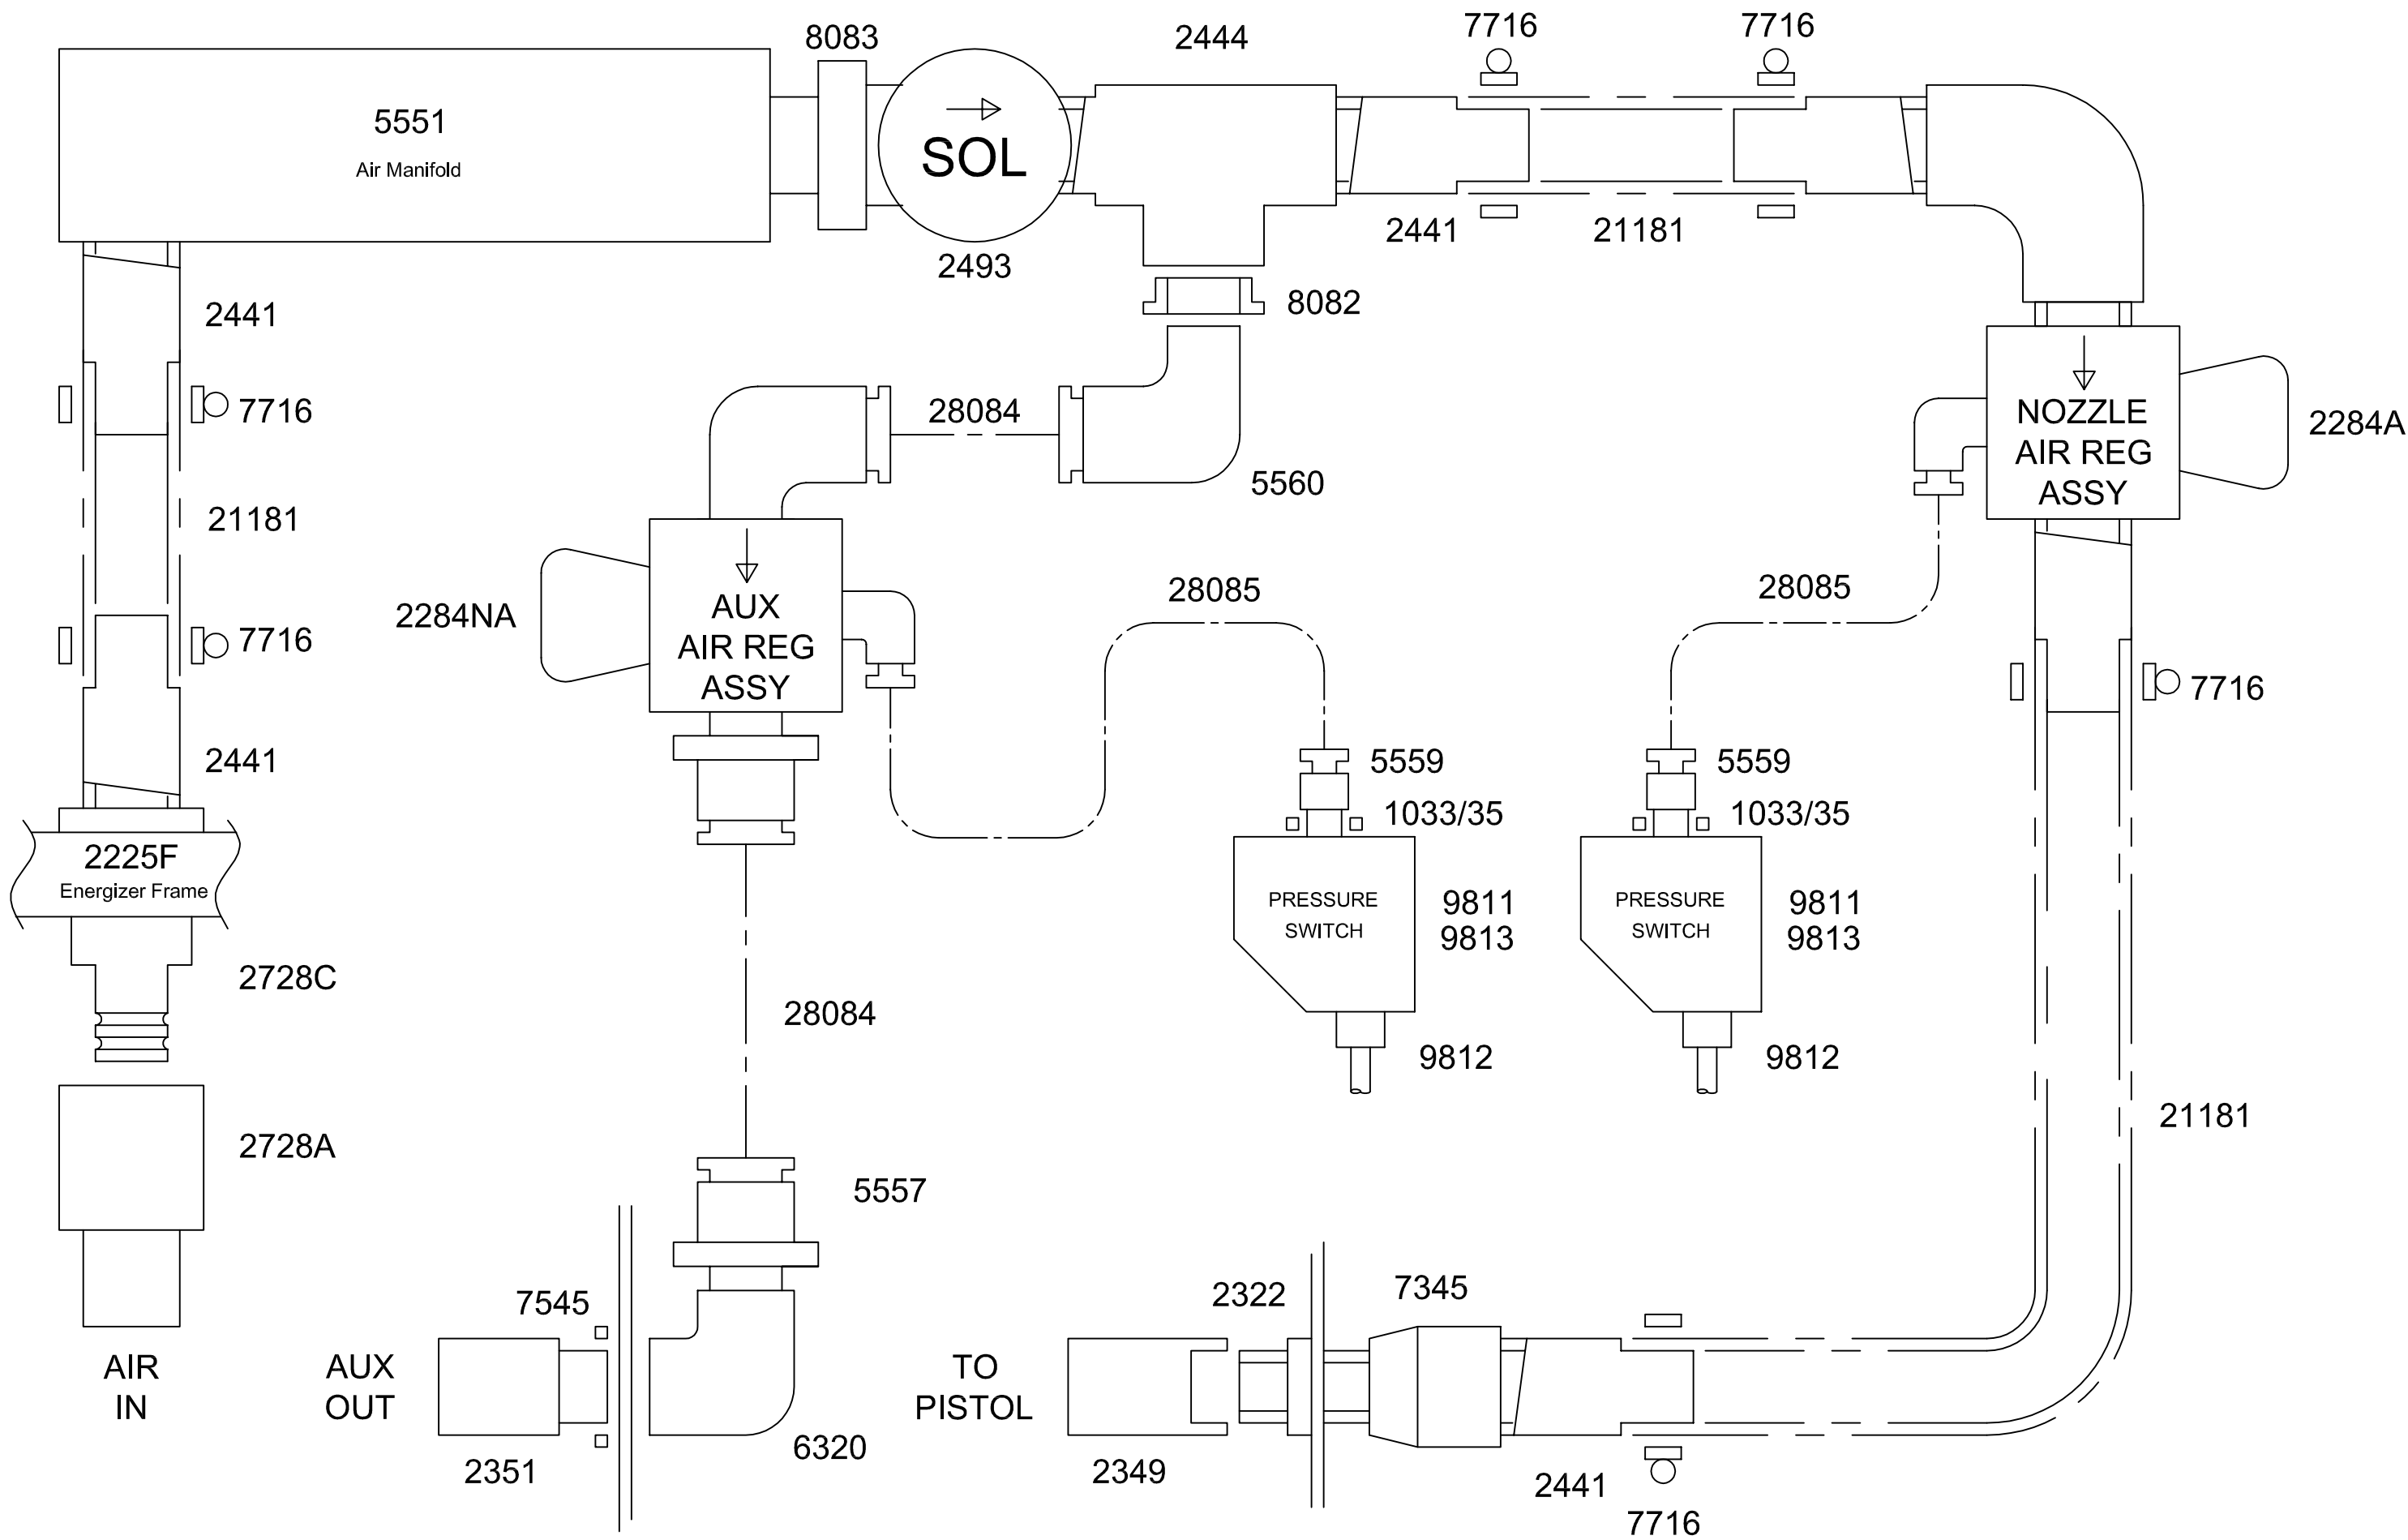 8083
2444
7716
7716
5551
Air Manifold
SOL
2441
21181
2493
2441
8082
7716
28084
NOZZLE
AIR REG
ASSY
2284A
5560
21181
28085
28085
2284NA
AUX
AIR REG
ASSY
7716
7716
2441
5559
5559
1033/35
1033/35
2225F
Energizer Frame
PRESSURE
SWITCH
9811
9813
PRESSURE
SWITCH
9811
9813
2728C
28084
9812
9812
2728A
21181
5557
7545
2322
7345
AIR
IN
AUX
OUT
TO
PISTOL
6320
2351
2349
2441
7716